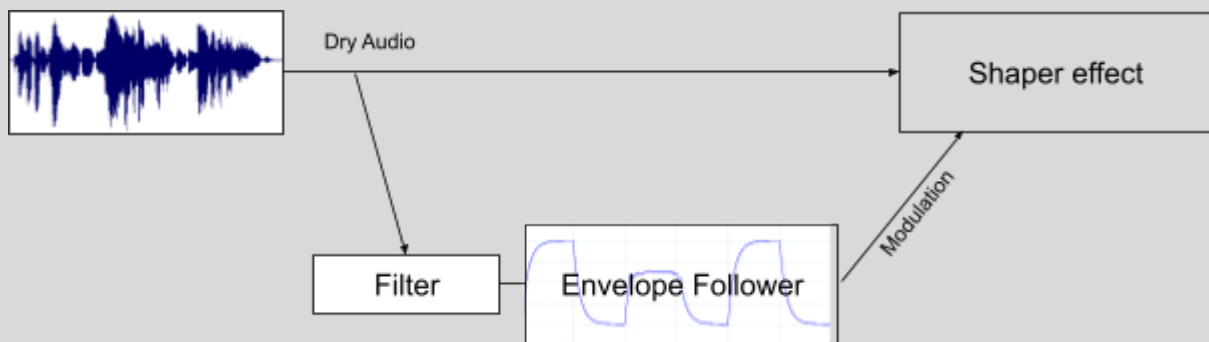 Dry Audio
Shaper effect
Modulation
Filter
Envelope Follower